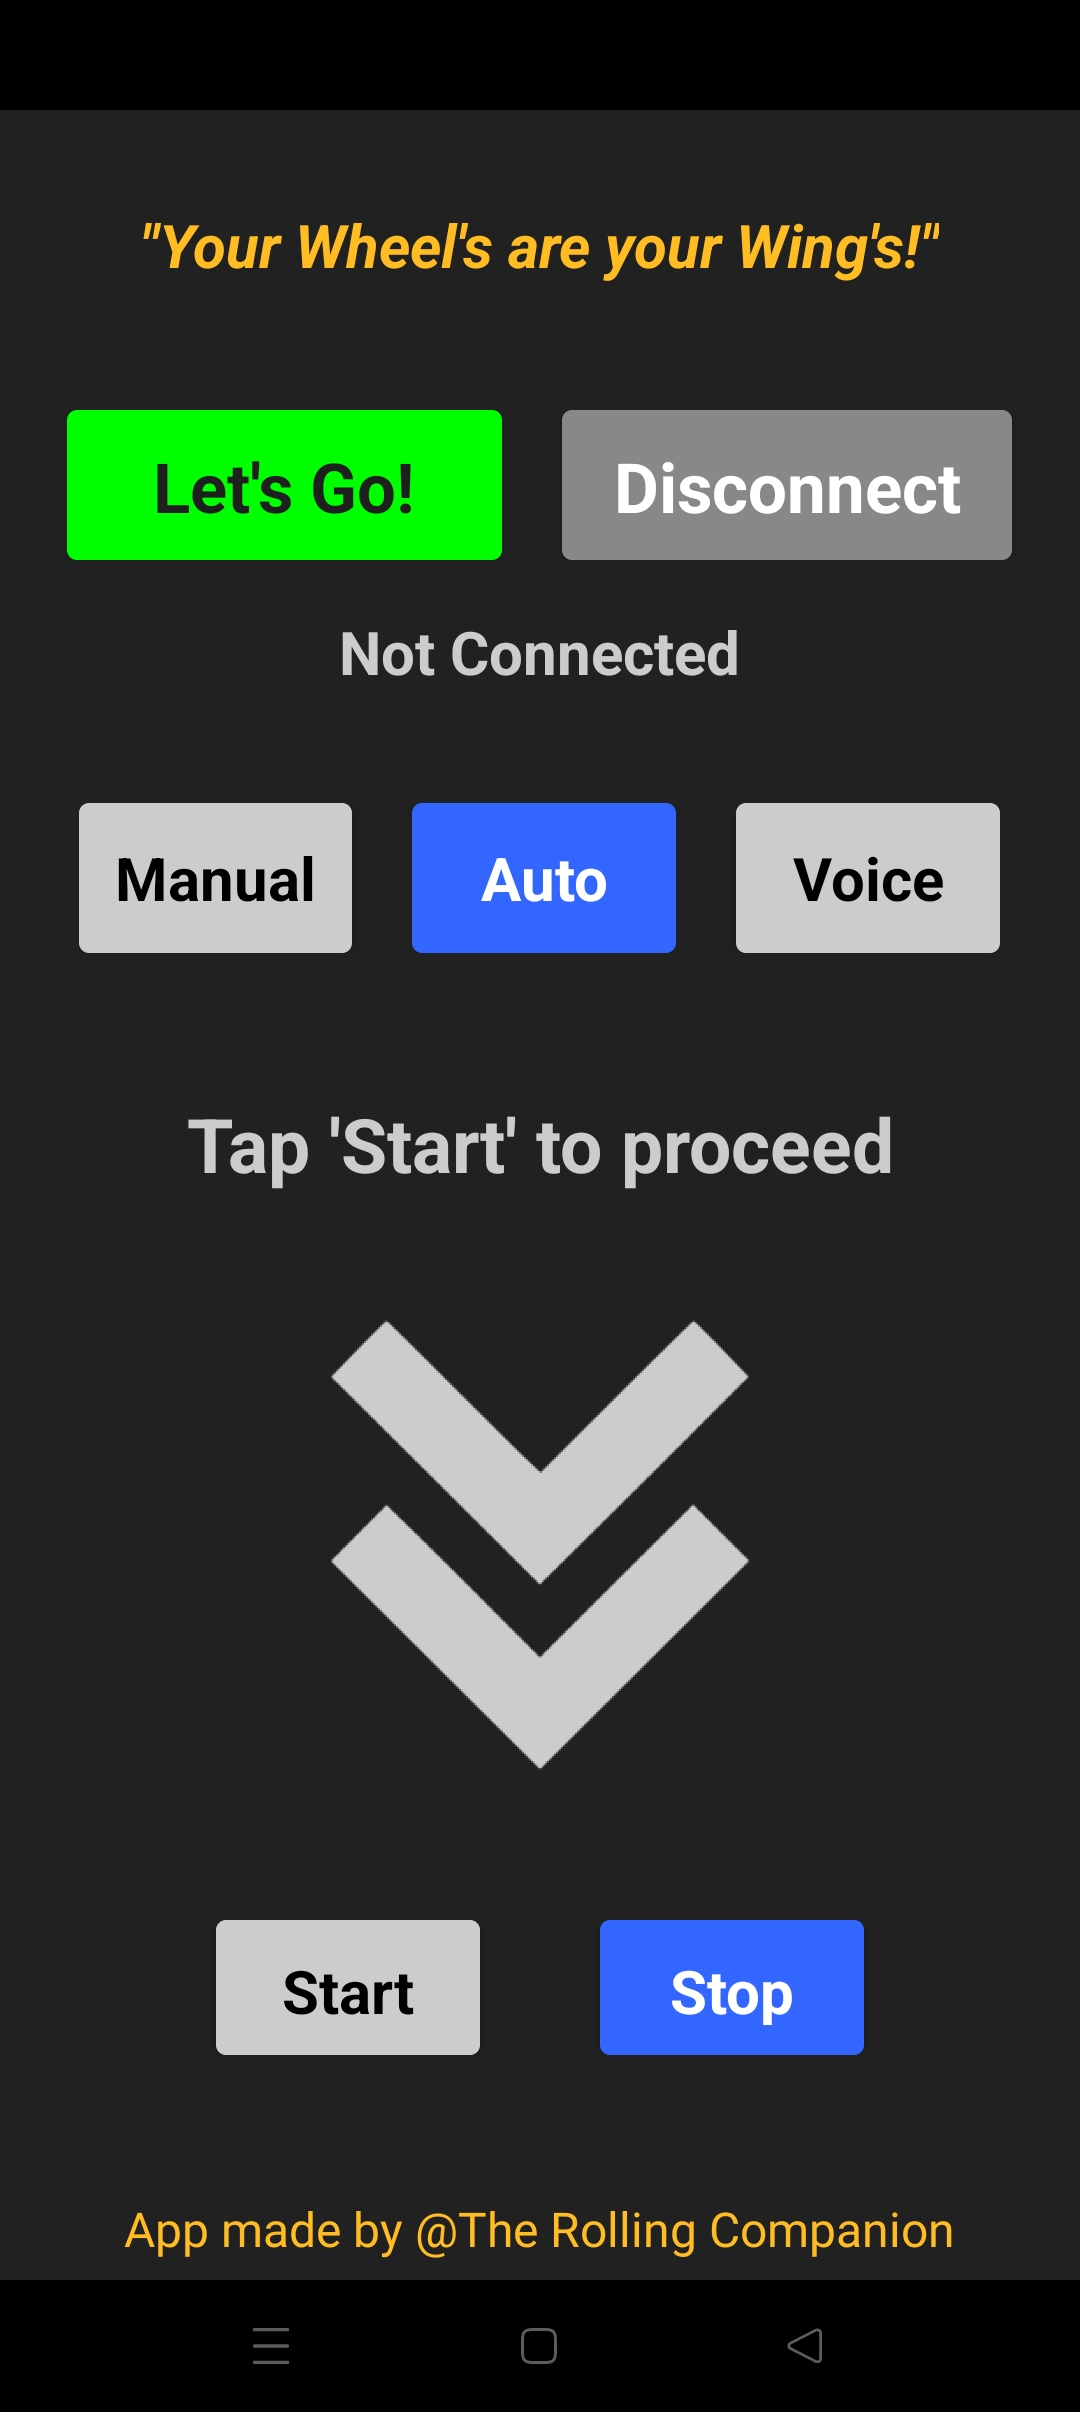 "Your Wheel's are your Wing's!"
Let's Go!
Disconnect
Not Connected
Manual
Auto
Voice
Tap 'Start' to proceed
Start
Stop
App made by @The Rolling Companion